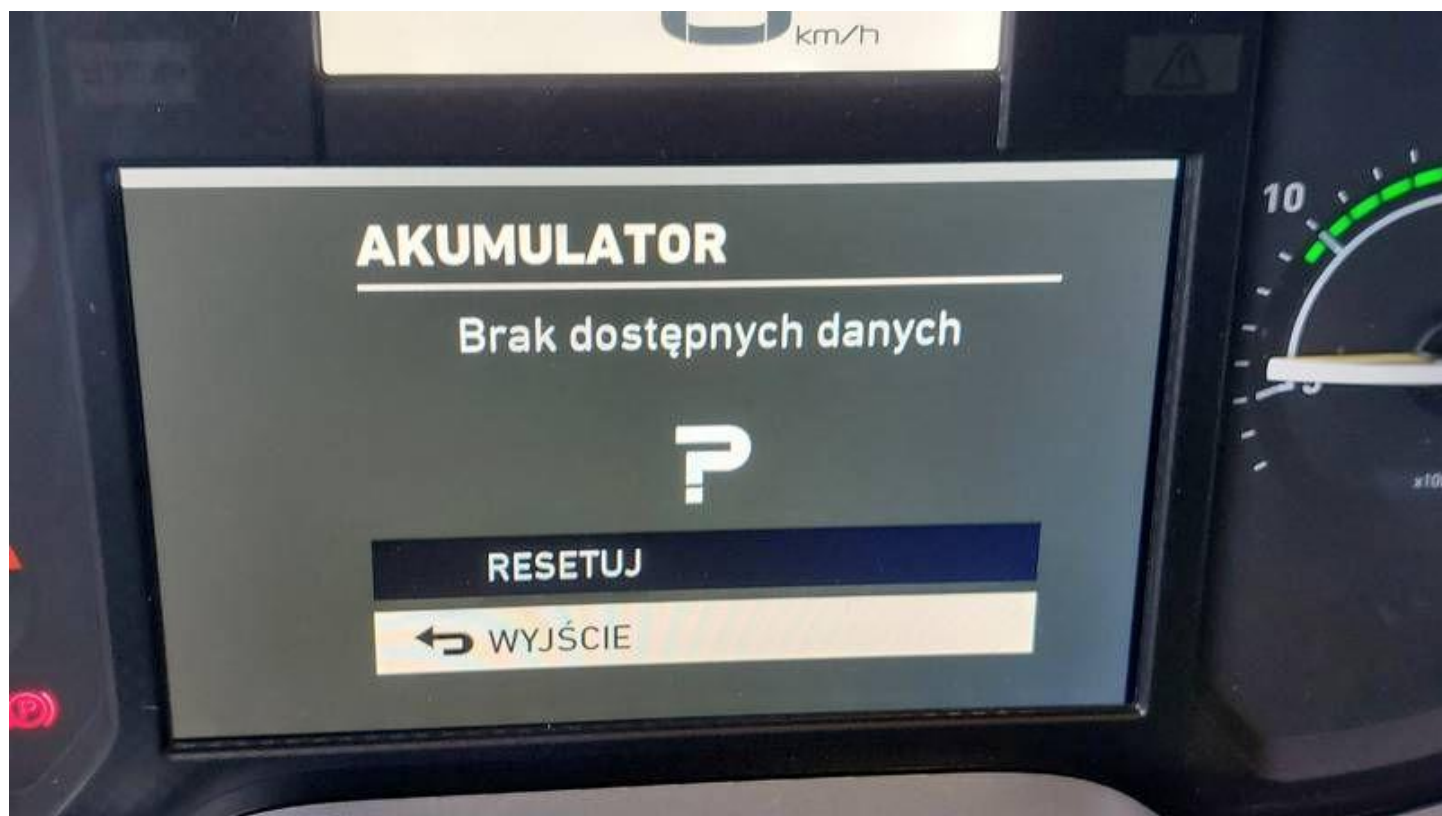 km/h
10
AKUMULATOR
Brak dostępnych danych
?
RESETUJ
WYJŚCIE
P